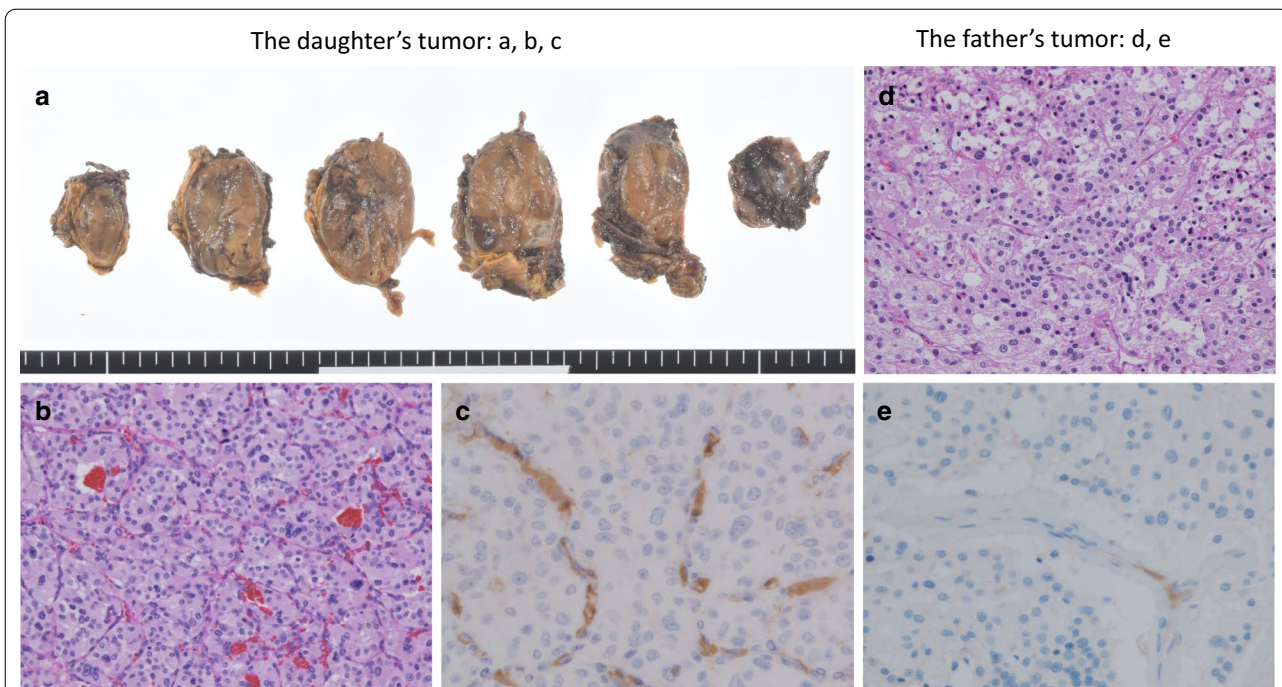 The daughter's tumor: a, b, c
The father's tumor: d, e
a
d
b
c
e